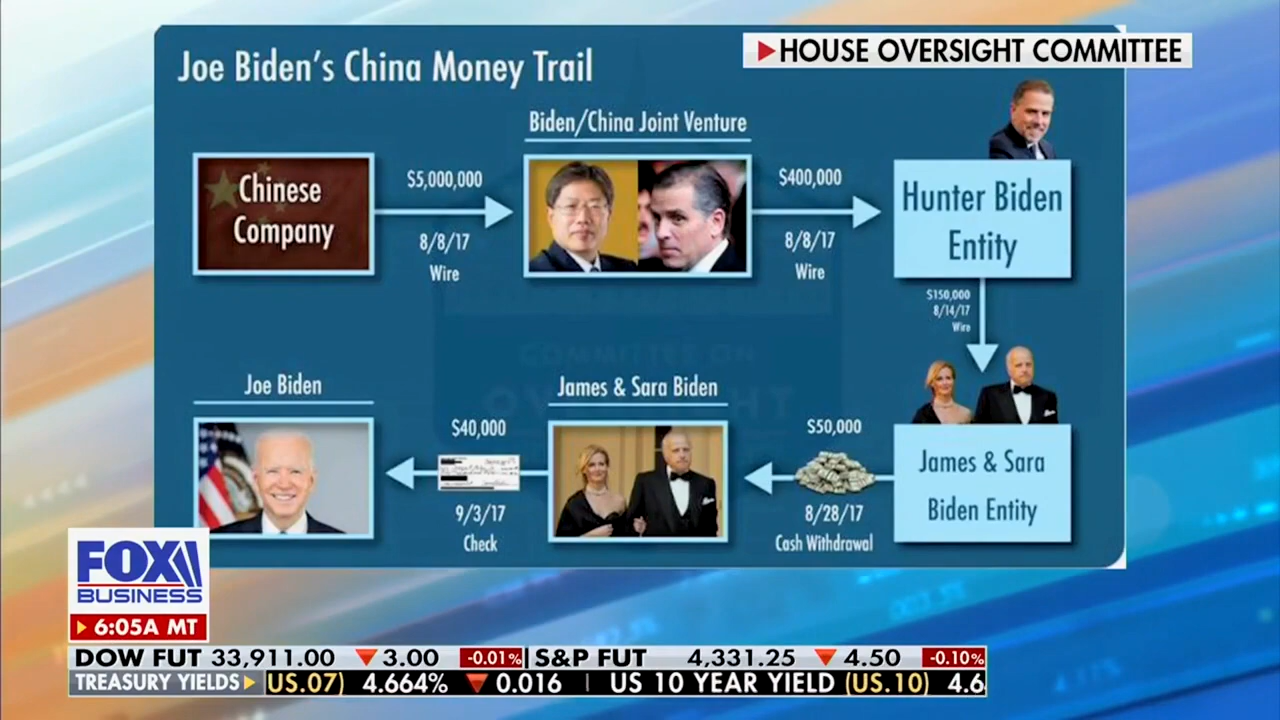 HOUSE OVERSIGHT COMMITTEE
Joe Biden's China Money Trail
Biden/China Joint Venture
Chinese
Company
$5,000,000
8/8/17
Wire
$400,000
8/8/17
Wire
Hunter Biden
Entity
$150,000
8/14/17
Wire
Joe Biden
$40,000
9/3/17
Check
James & Sara Biden
$50,000
8/28/17
Cash Withdrawal
James & Sara
Biden Entity
COMMITTEE ON
OVERSIGHT
FOX
BUSINESS
6:05A MT
DOW FUT 33,911.00 3.00 -0.01% S&P FUT 4,331.25 4.50 -0.10%
TREASURY YIELDS US.07) 4.664% 0.016 US 10 YEAR YIELD (US.10) 4.6